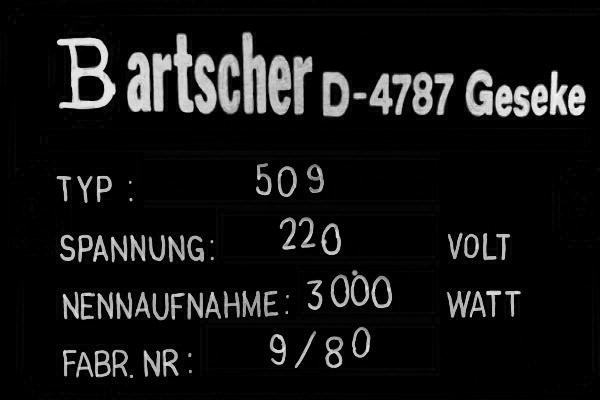 Bartscher D-4787 Geseke
TYP : 509
SPANNUNG: 220 VOLT
NENNAUFNAHME: 3000 WATT
FABR. NR: 9/80